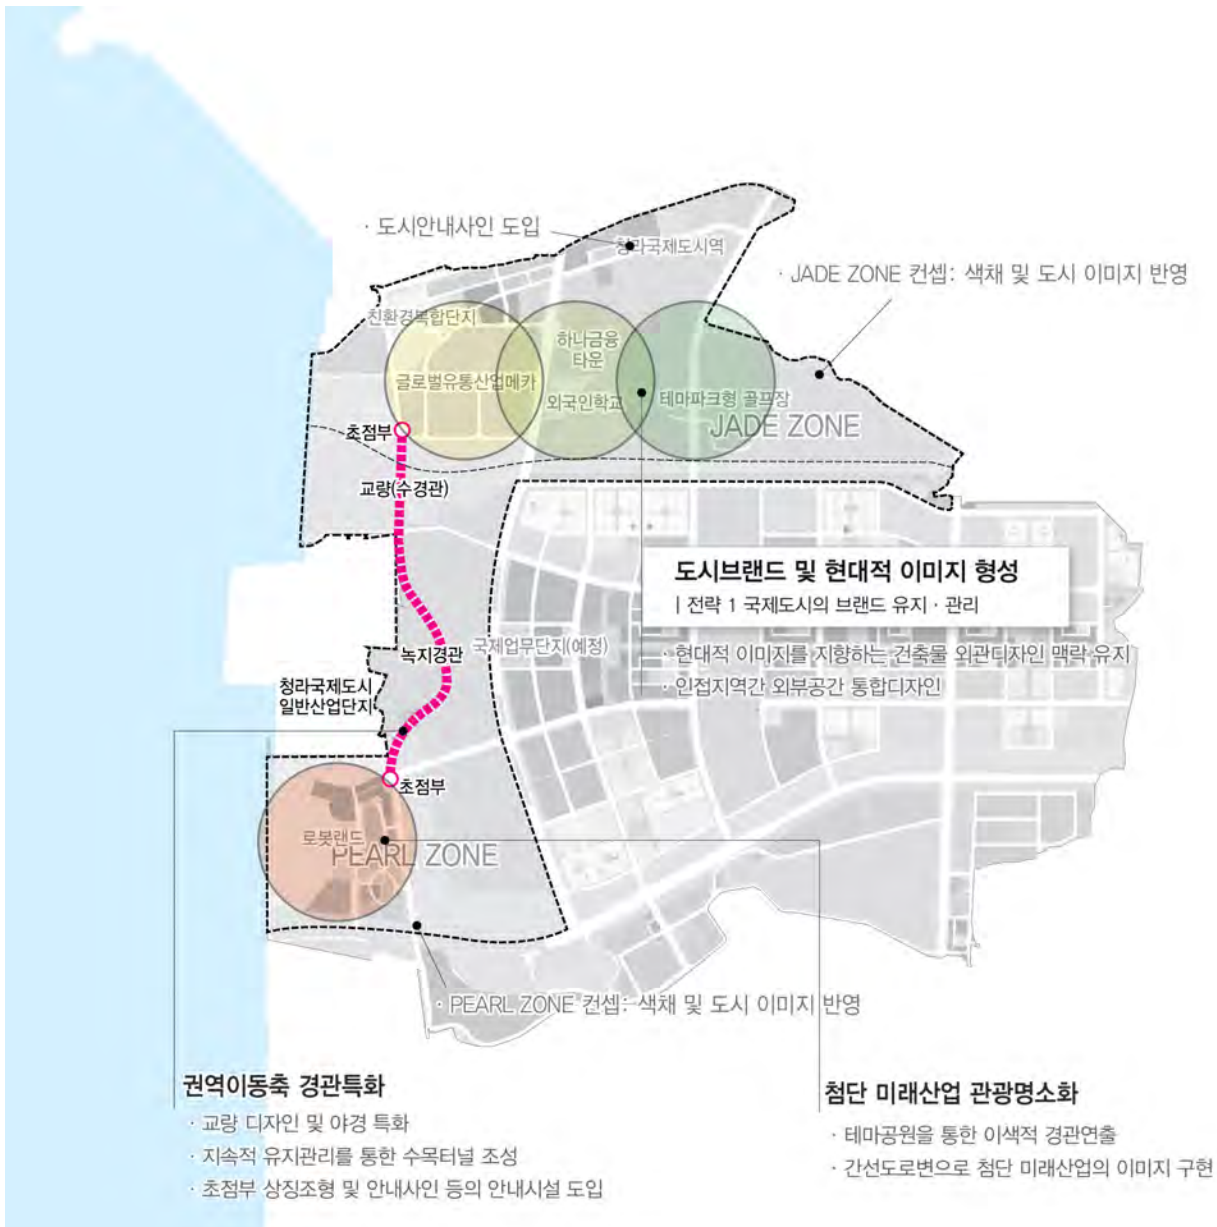 · 도시안내사인 도입
청라국제도시역
· JADE ZONE 컨셉: 색채 및 도시 이미지 반영
친환경복합단지
하나금융
타운
글로벌유통산업메카
외국인학교
테마파크형 골프장
JADE ZONE
초점부
교량(수경관)
도시브랜드 및 현대적 이미지 형성
| 전략 1 국제도시의 브랜드 유지 · 관리
국제업무단지(예정)
· 현대적 이미지를 지향하는 건축물 외관디자인 맥락 유지
· 인접지역간 외부공간 통합디자인
녹지경관
청라국제도시
일반산업단지
초점부
로봇랜드
PEARL ZONE
· PEARL ZONE 컨셉: 색채 및 도시 이미지 반영
권역이동축 경관특화
· 교량 디자인 및 야경 특화
· 지속적 유지관리를 통한 수목터널 조성
· 초점부 상징조형 및 안내사인 등의 안내시설 도입
첨단 미래산업 관광명소화
· 테마공원을 통한 이색적 경관연출
· 간선도로변으로 첨단 미래산업의 이미지 구현